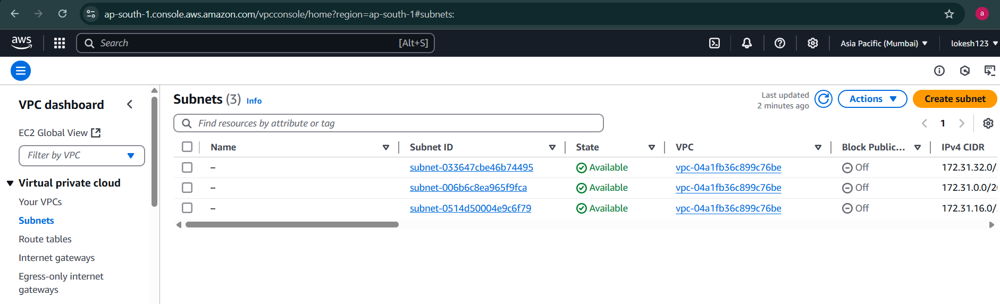 ap-south-1.console.aws.amazon.com/vpcconsole/home?region=ap-south-1#subnets:
a
aws
Search
[Alt+S]
Asia Pacific (Mumbai)
lokesh123
VPC dashboard
EC2 Global View
Filter by VPC
Virtual private cloud
Your VPCs
Subnets
Route tables
Internet gateways
Egress-only internet
gateways
Subnets (3) Info
Last updated
2 minutes ago
Actions
Create subnet
Find resources by attribute or tag
1
Name Subnet ID State VPC Block Public... IPv4 CIDR
– subnet-033647cbe46b74495 Available vpc-04a1fb36c899c76be Off 172.31.32.0/
– subnet-006b6c8ea965f9fca Available vpc-04a1fb36c899c76be Off 172.31.0.0/20
– subnet-0514d50004e9c6f79 Available vpc-04a1fb36c899c76be Off 172.31.16.0/